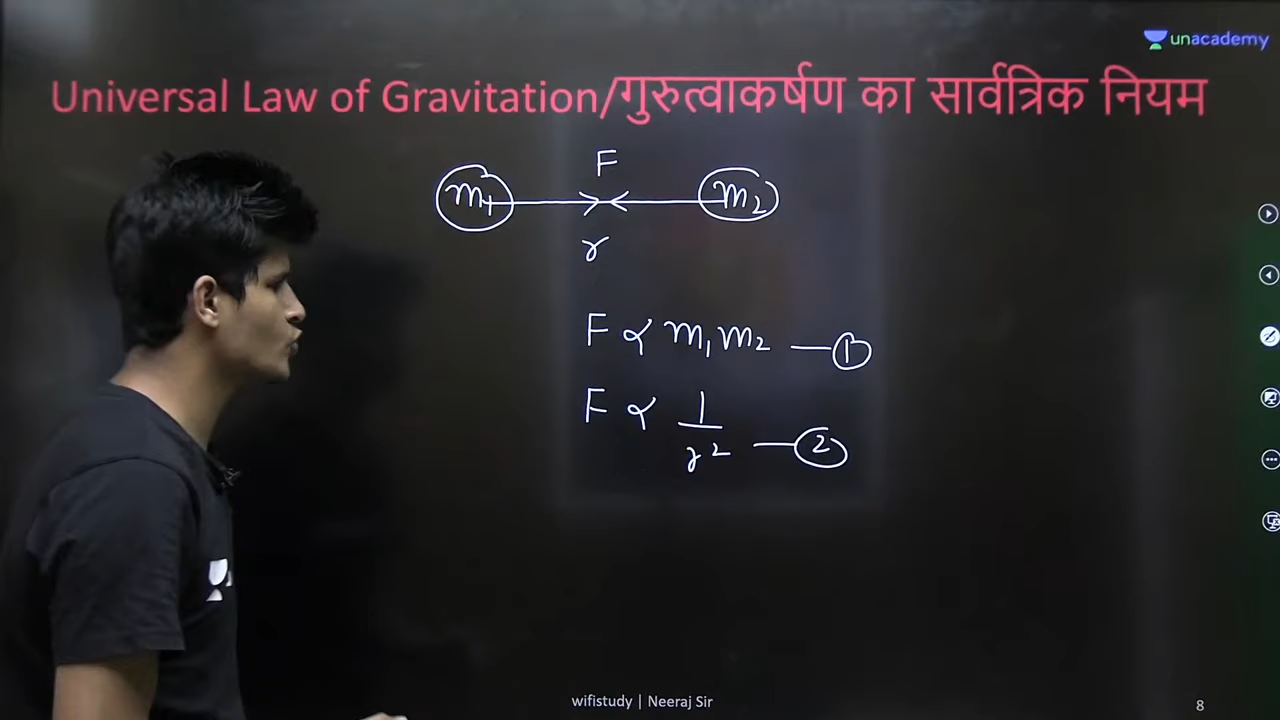 unacademy
Universal Law of Gravitation/गुरुत्वाकर्षण का सार्वत्रिक नियम
F
m₁ m₂
r
F ∝ m₁m₂ — ①
F ∝ 1/r² — ②
wifistudy | Neeraj Sir
8